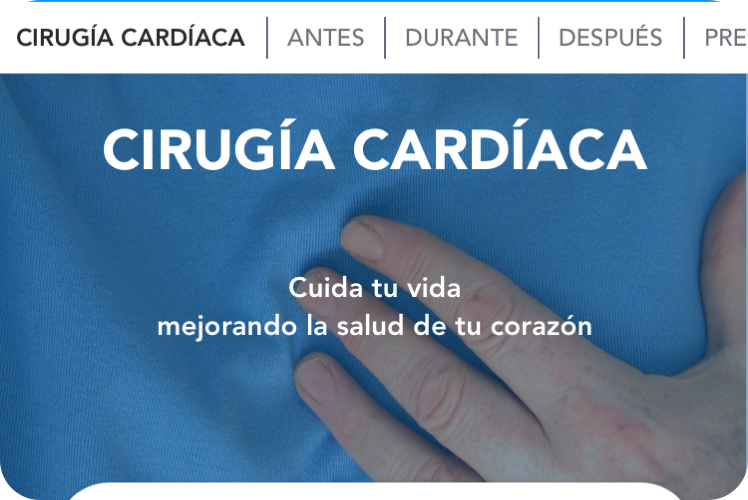 CIRUGÍA CARDÍACA | ANTES | DURANTE | DESPUÉS | PRE
CIRUGÍA CARDÍACA
Cuida tu vida
mejorando la salud de tu corazón